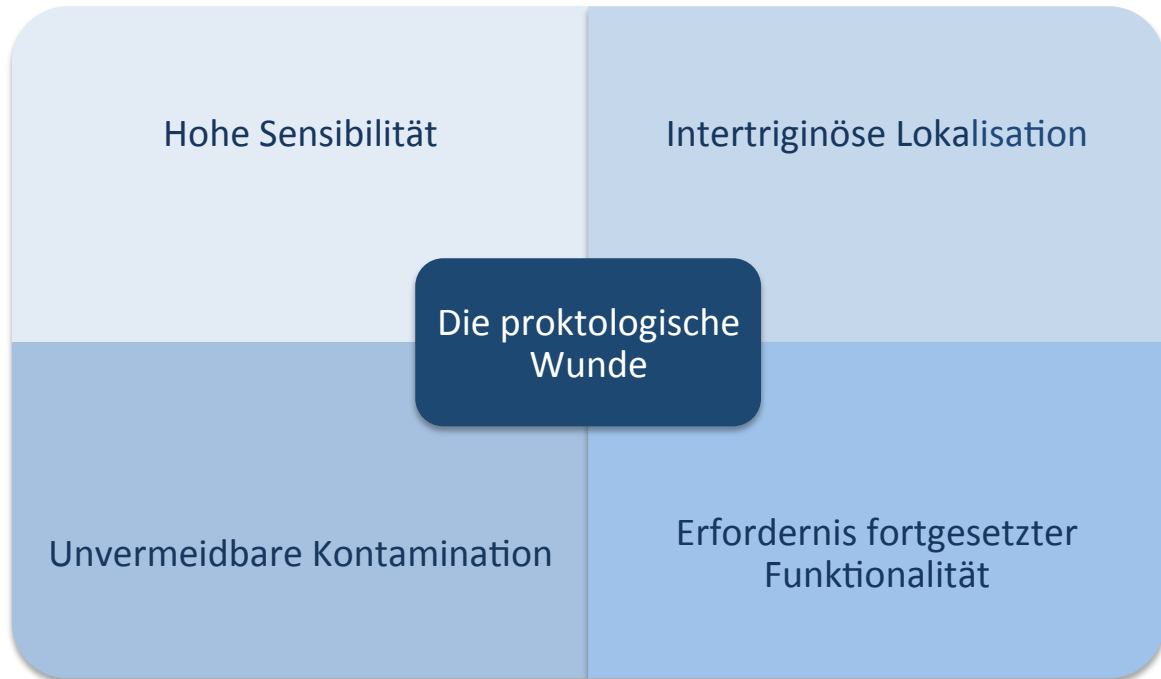 Hohe Sensibilität
Intertriginöse Lokalisation
Die proktologische
Wunde
Unvermeidbare Kontamination
Erfordernis fortgesetzter
Funktionalität